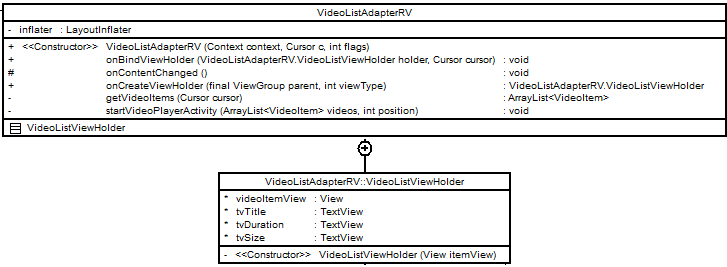 VideoListAdapterRV
- inflater : LayoutInflater
+ <<Constructor>> VideoListAdapterRV (Context context, Cursor c, int flags)
+ onBindViewHolder (VideoListAdapterRV.VideoListViewHolder holder, Cursor cursor) : void
# onContentChanged () : void
+ onCreateViewHolder (final ViewGroup parent, int viewType) : VideoListAdapterRV.VideoListViewHolder
- getVideoItems (Cursor cursor) : ArrayList<VideoItem>
- startVideoPlayerActivity (ArrayList<VideoItem> videos, int position) : void
VideoListViewHolder
VideoListAdapterRV::VideoListViewHolder
* videoItemView : View
* tvTitle : TextView
* tvDuration : TextView
* tvSize : TextView
- <<Constructor>> VideoListViewHolder (View itemView)